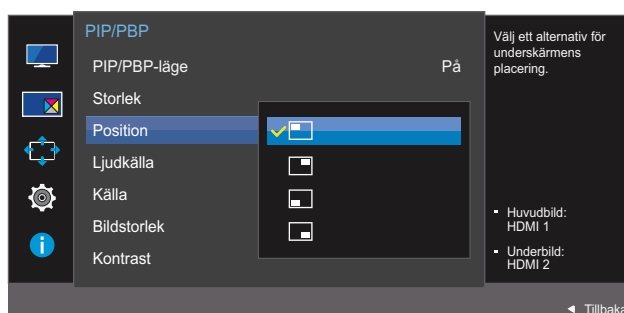 PIP/PBP
PIP/PBP-läge På
Storlek
Position
Ljudkälla
Källa
Bildstorlek
Kontrast
Välj ett alternativ för
underskärmens
placering.
Huvudbild:
HDMI 1
Underbild:
HDMI 2
Tillbaka